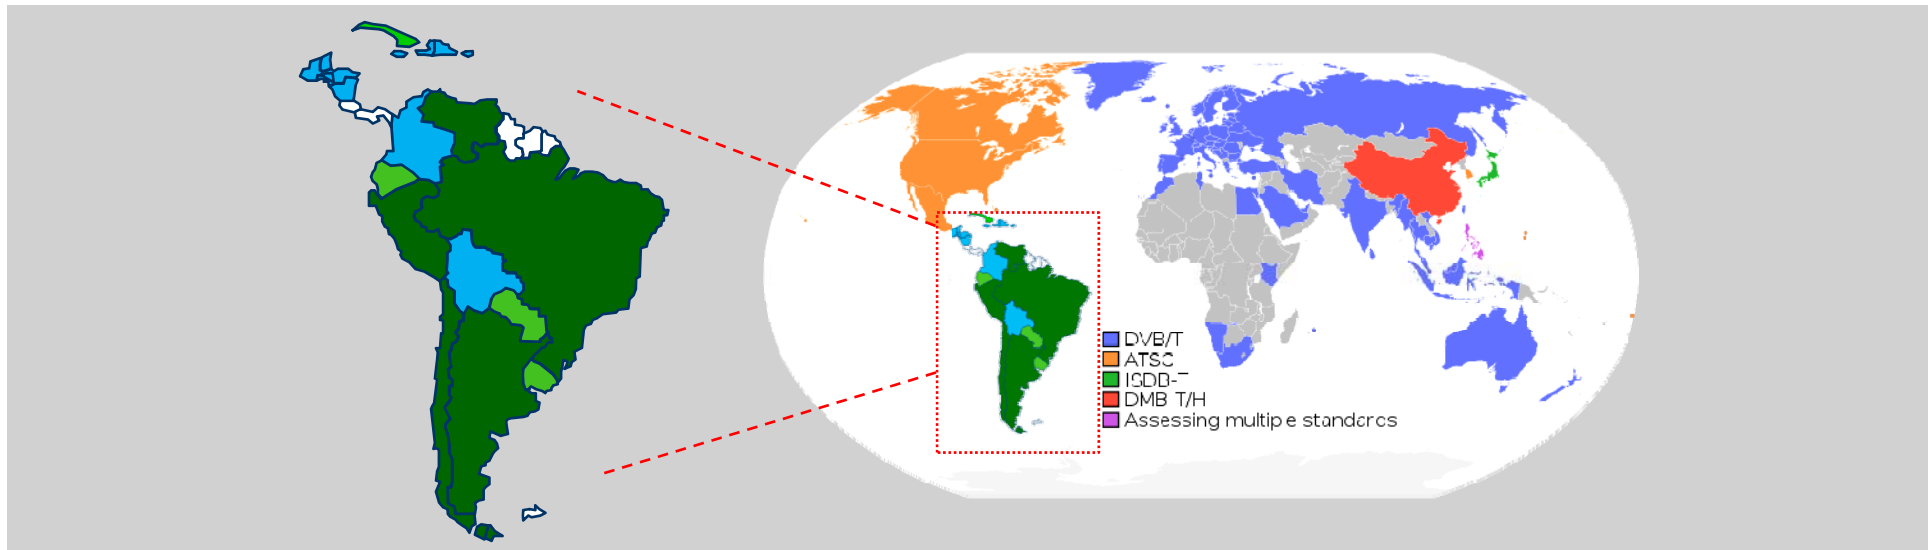 DVB/T
ATSC
ISDB-T
DMB T/H
Assessing multiple standards